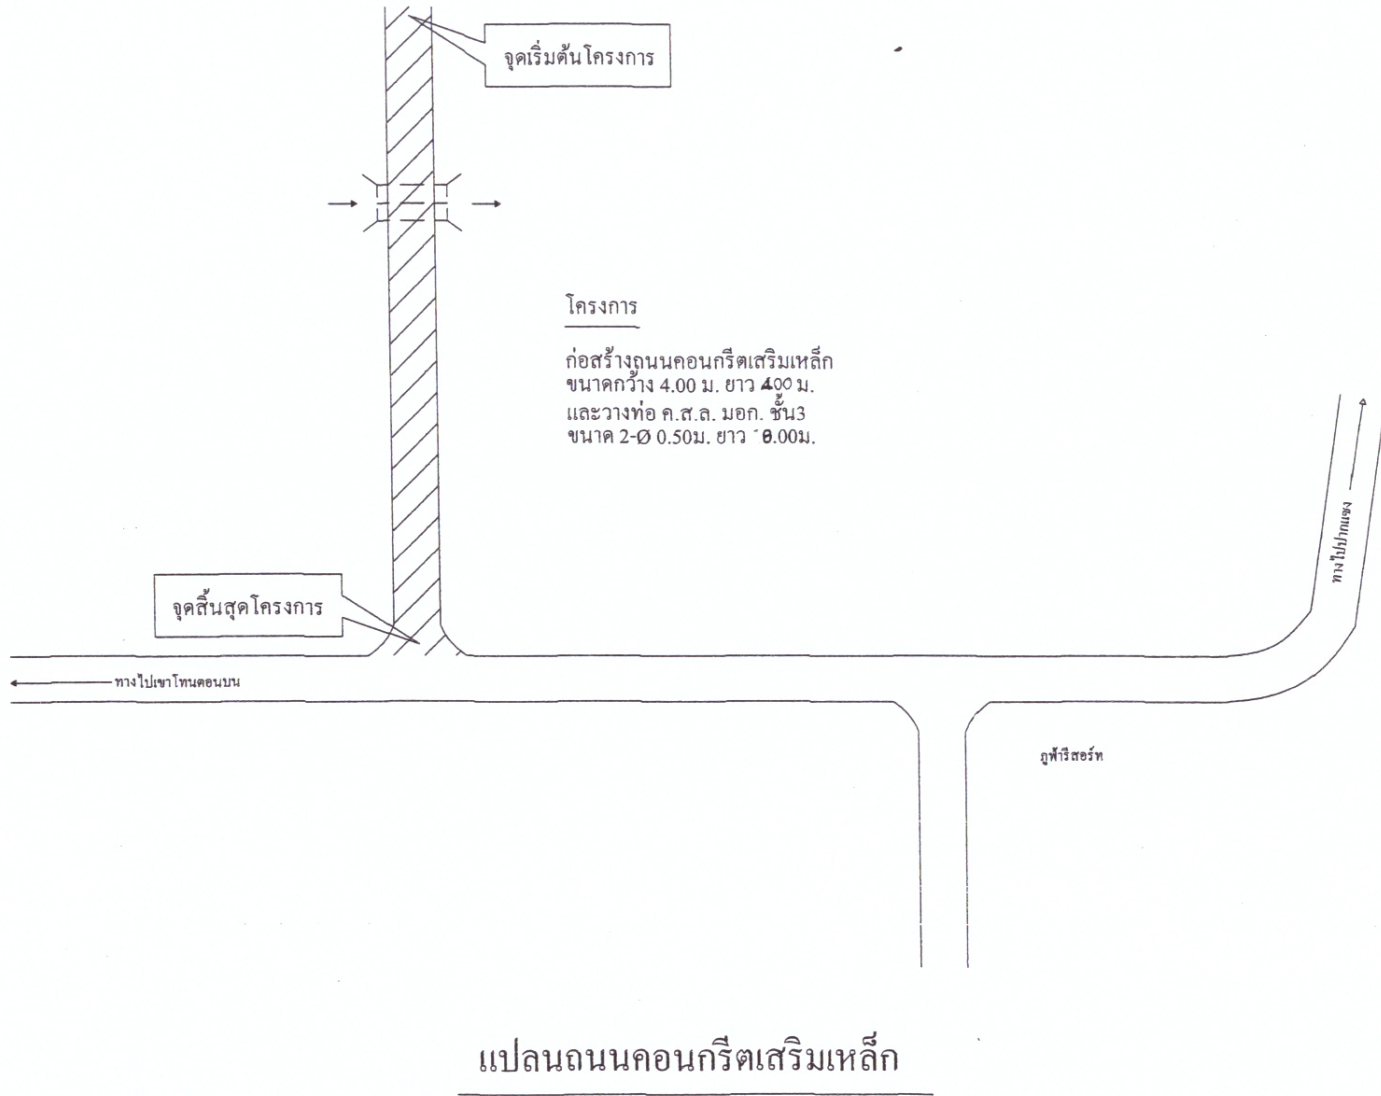 จุดเริ่มต้นโครงการ
โครงการ
ก่อสร้างถนนคอนกรีตเสริมเหล็ก
ขนาดกว้าง 4.00 ม. ยาว 400 ม.
และวางท่อ ค.ส.ล. มอก. ชั้น3
ขนาด 2-Ø 0.50ม. ยาว 8.00ม.
ทางไปปากแซง
จุดสิ้นสุดโครงการ
ทางไปเขาโทนตอนบน
ภูฟ้ารีสอร์ท
แปลนถนนคอนกรีตเสริมเหล็ก